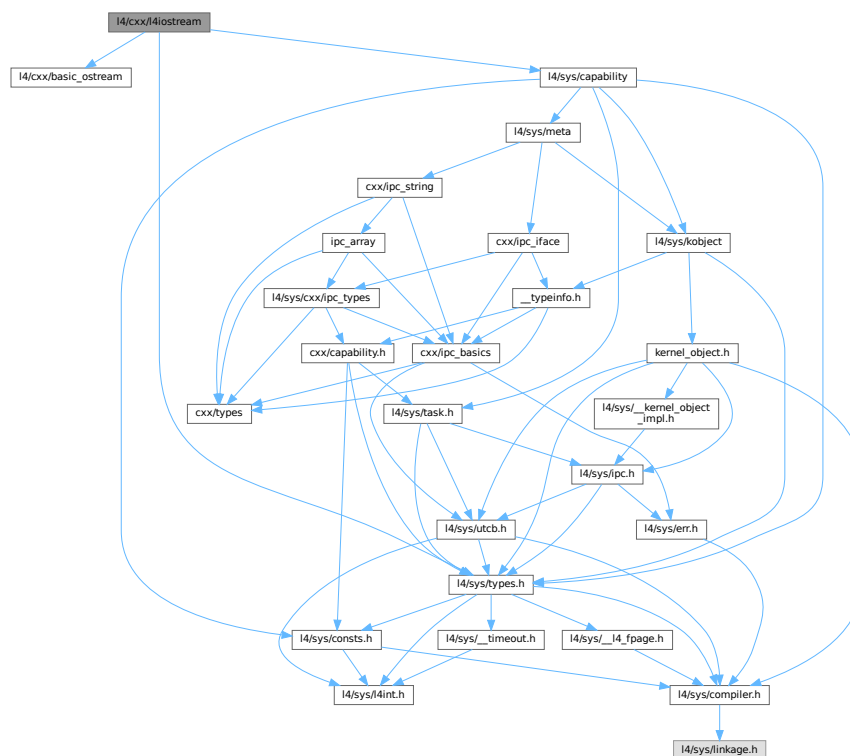 l4/cxx/l4iostream
l4/cxx/basic_ostream
l4/sys/capability
l4/sys/meta
cxx/ipc_string
ipc_array
cxx/ipc_iface
l4/sys/kobject
l4/sys/cxx/ipc_types
__typeinfo.h
cxx/capability.h
cxx/ipc_basics
kernel_object.h
cxx/types
l4/sys/task.h
l4/sys/__kernel_object
_impl.h
l4/sys/ipc.h
l4/sys/utcb.h
l4/sys/err.h
l4/sys/types.h
l4/sys/consts.h
l4/sys/__timeout.h
l4/sys/__l4_fpage.h
l4/sys/l4int.h
l4/sys/compiler.h
l4/sys/linkage.h